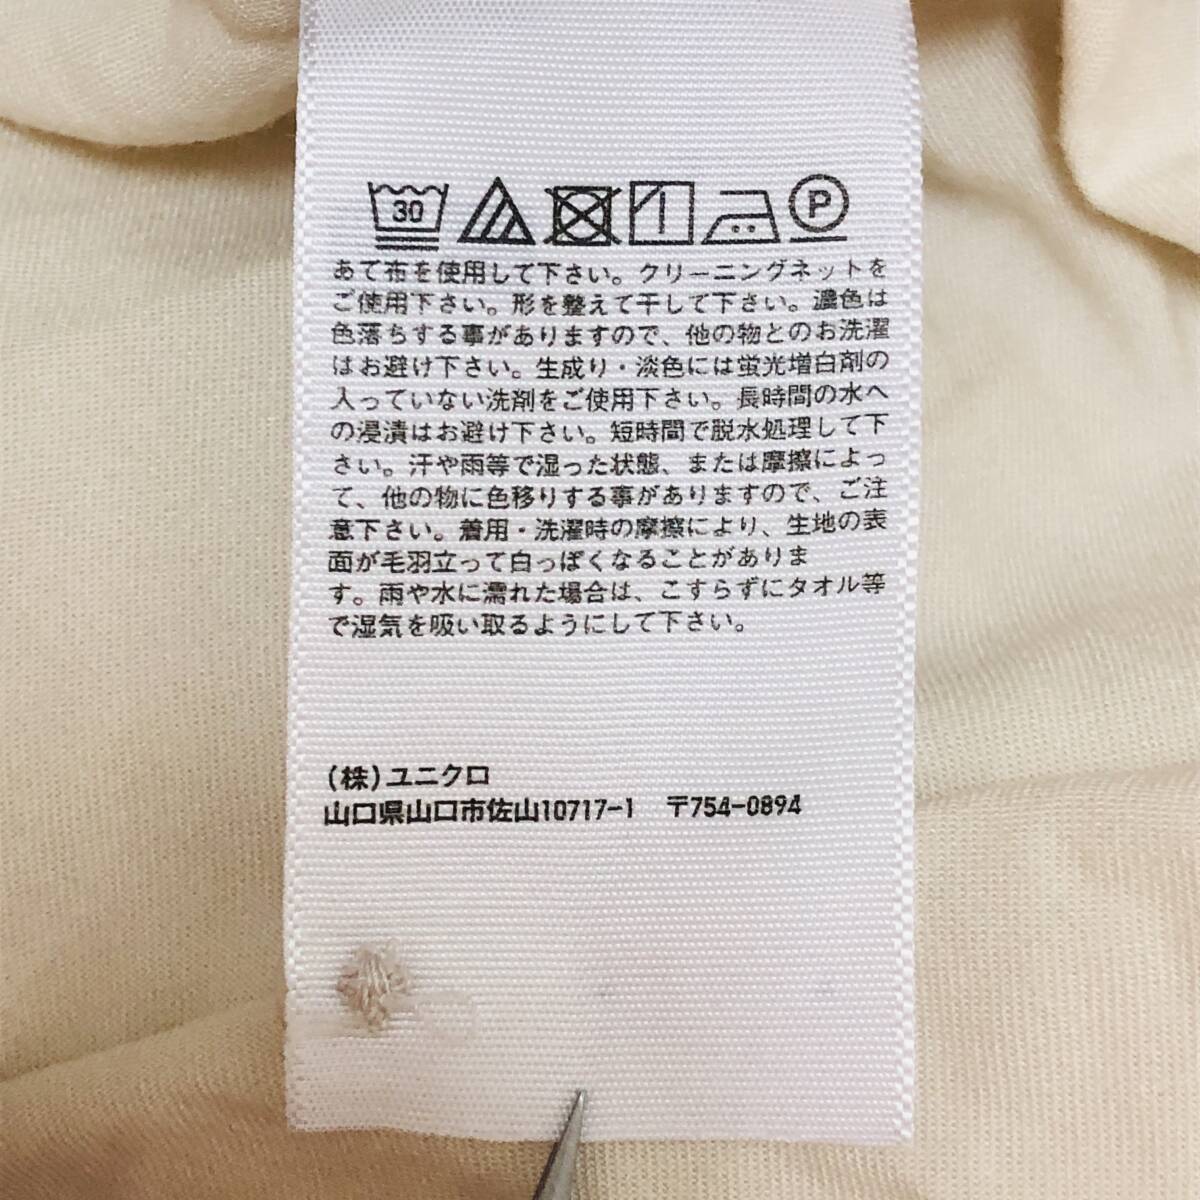 30
P
あて布を使用して下さい。クリーニングネットを
ご使用下さい。形を整えて干して下さい。濃色は
色落ちする事がありますので、他の物とのお洗濯
はお避け下さい。生成り・淡色には蛍光増白剤の
入っていない洗剤をご使用下さい。長時間の水へ
の浸漬はお避け下さい。短時間で脱水処理して下
さい。汗や雨等で湿った状態、または摩擦によっ
て、他の物に色移りする事がありますので、ご注
意下さい。着用・洗濯時の摩擦により、生地の表
面が毛羽立って白っぽくなることがありま
す。雨や水に濡れた場合は、こすらずにタオル等
で湿気を吸い取るようにして下さい。
(株)ユニクロ
山口県山口市佐山10717-1 〒754-0894